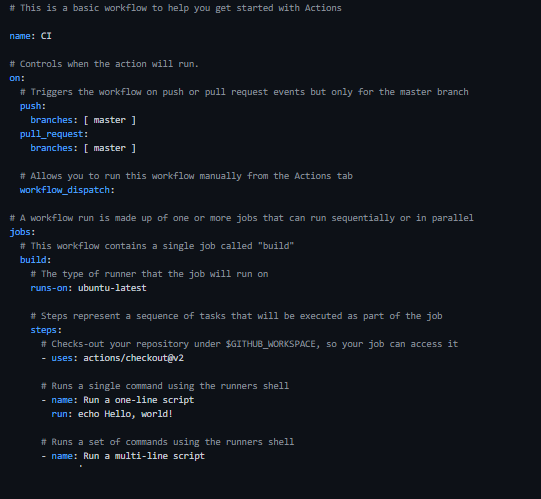 # This is a basic workflow to help you get started with Actions
name: CI
# Controls when the action will run.
on:
# Triggers the workflow on push or pull request events but only for the master branch
push:
branches: [ master ]
pull_request:
branches: [ master ]
# Allows you to run this workflow manually from the Actions tab
workflow_dispatch:
# A workflow run is made up of one or more jobs that can run sequentially or in parallel
jobs:
# This workflow contains a single job called "build"
build:
# The type of runner that the job will run on
runs-on: ubuntu-latest
# Steps represent a sequence of tasks that will be executed as part of the job
steps:
# Checks-out your repository under $GITHUB_WORKSPACE, so your job can access it
- uses: actions/checkout@v2
# Runs a single command using the runners shell
- name: Run a one-line script
run: echo Hello, world!
# Runs a set of commands using the runners shell
- name: Run a multi-line script